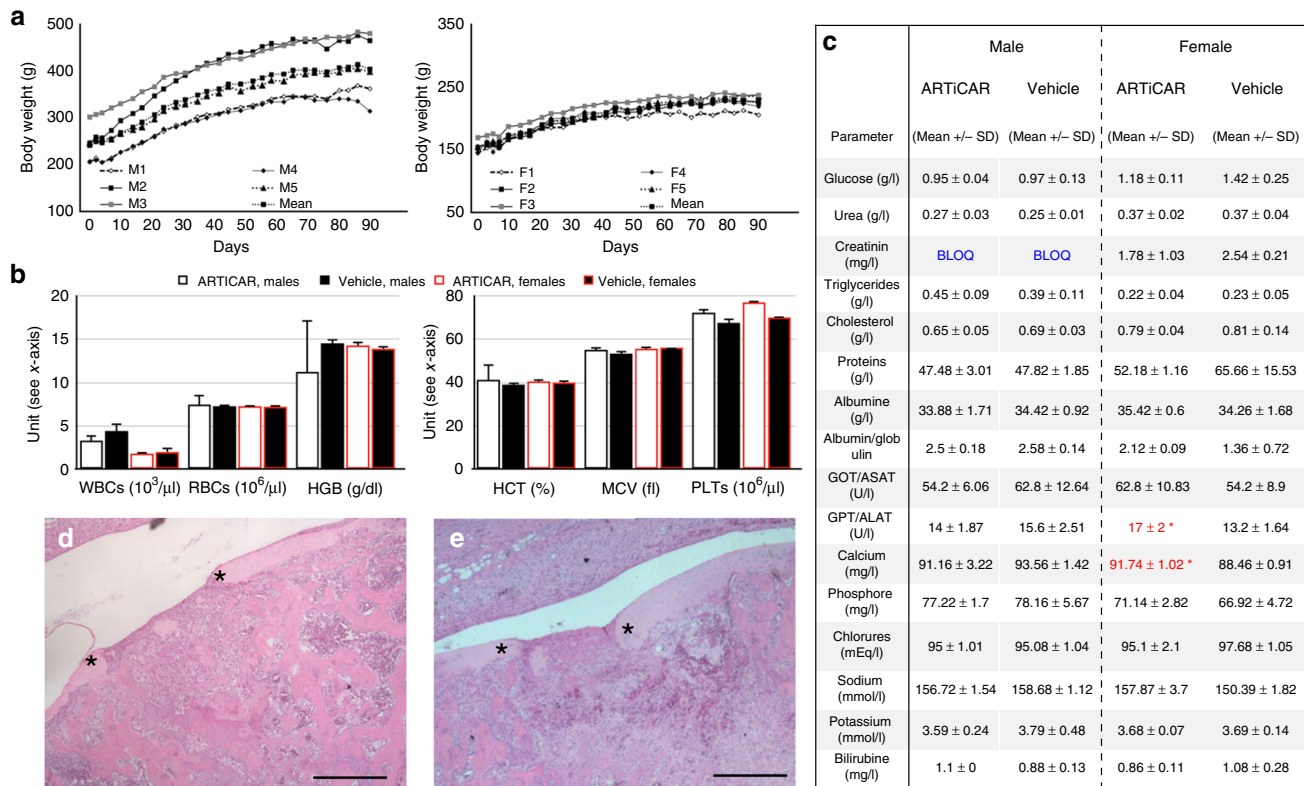 a
500
400
300
200
100
Body weight (g)
M1
M2
M3
M4
M5
Mean
0 10 20 30 40 50 60 70 80 90
Days
350
250
150
50
Body weight (g)
F1
F2
F3
F4
F5
Mean
0 10 20 30 40 50 60 70 80 90
Days
b
ARTICAR, males Vehicle, males ARTICAR, females Vehicle, females
20
15
10
5
0
Unit (see x-axis)
WBCs (10³/µl) RBCs (10⁶/µl) HGB (g/dl)
80
60
40
20
0
Unit (see x-axis)
HCT (%) MCV (fl) PLTs (10⁶/µl)
c
Male Female
ARTiCAR Vehicle ARTiCAR Vehicle
Parameter (Mean +/– SD) (Mean +/– SD) (Mean +/– SD) (Mean +/– SD)
Glucose (g/l) 0.95 ± 0.04 0.97 ± 0.13 1.18 ± 0.11 1.42 ± 0.25
Urea (g/l) 0.27 ± 0.03 0.25 ± 0.01 0.37 ± 0.02 0.37 ± 0.04
Creatinin
(mg/l) BLOQ BLOQ 1.78 ± 1.03 2.54 ± 0.21
Triglycerides
(g/l) 0.45 ± 0.09 0.39 ± 0.11 0.22 ± 0.04 0.23 ± 0.05
Cholesterol
(g/l) 0.65 ± 0.05 0.69 ± 0.03 0.79 ± 0.04 0.81 ± 0.14
Proteins
(g/l) 47.48 ± 3.01 47.82 ± 1.85 52.18 ± 1.16 65.66 ± 15.53
Albumine
(g/l) 33.88 ± 1.71 34.42 ± 0.92 35.42 ± 0.6 34.26 ± 1.68
Albumin/glob
ulin 2.5 ± 0.18 2.58 ± 0.14 2.12 ± 0.09 1.36 ± 0.72
GOT/ASAT
(U/l) 54.2 ± 6.06 62.8 ± 12.64 62.8 ± 10.83 54.2 ± 8.9
GPT/ALAT
(U/l) 14 ± 1.87 15.6 ± 2.51 17 ± 2 * 13.2 ± 1.64
Calcium
(mg/l) 91.16 ± 3.22 93.56 ± 1.42 91.74 ± 1.02 * 88.46 ± 0.91
Phosphore
(mg/l) 77.22 ± 1.7 78.16 ± 5.67 71.14 ± 2.82 66.92 ± 4.72
Chlorures
(mEq/l) 95 ± 1.01 95.08 ± 1.04 95.1 ± 2.1 97.68 ± 1.05
Sodium
(mmol/l) 156.72 ± 1.54 158.68 ± 1.12 157.87 ± 3.7 150.39 ± 1.82
Potassium
(mmol/l) 3.59 ± 0.24 3.79 ± 0.48 3.68 ± 0.07 3.69 ± 0.14
Bilirubine
(mg/l) 1.1 ± 0 0.88 ± 0.13 0.86 ± 0.11 1.08 ± 0.28
d
*
*
e
*
*